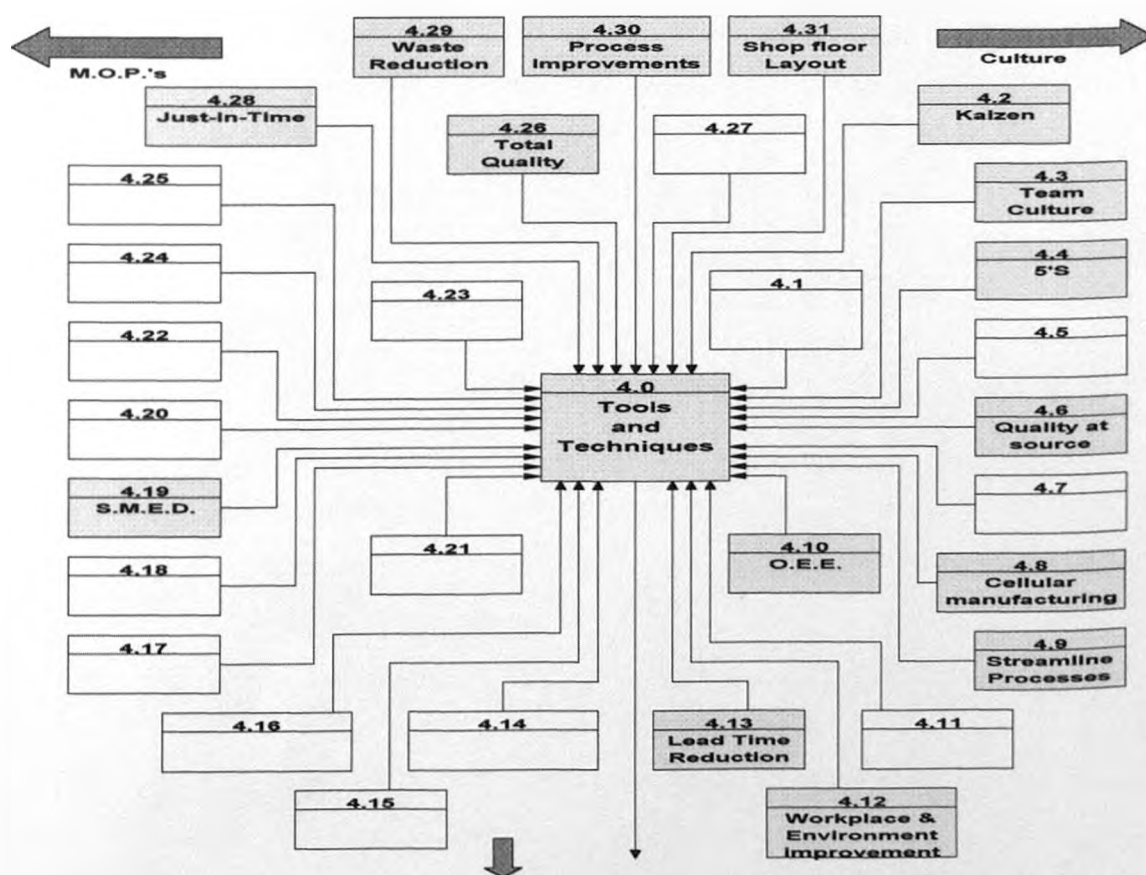 4.29
Waste
Reduction
4.30
Process
Improvements
4.31
Shop floor
Layout
M.O.P.'s
Culture
4.28
Just-in-Time
4.26
Total
Quality
4.27
4.2
Kaizen
4.25
4.3
Team
Culture
4.24
4.4
5'S
4.23
4.1
4.22
4.5
4.0
Tools
and
Techniques
4.20
4.6
Quality at
source
4.19
S.M.E.D.
4.7
4.21
4.10
O.E.E.
4.18
4.8
Cellular
manufacturing
4.17
4.9
Streamline
Processes
4.16
4.14
4.13
Lead Time
Reduction
4.11
4.15
4.12
Workplace &
Environment
improvement